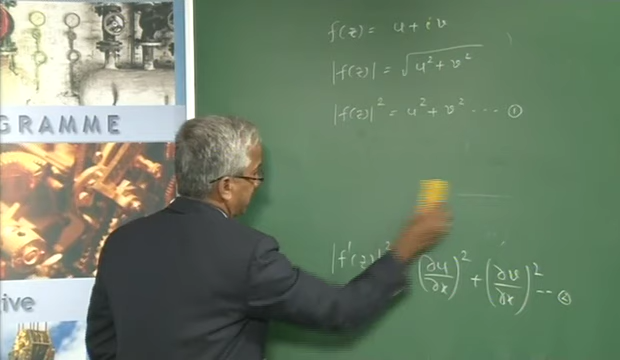 f(z) = u + iv
|f(z)| = √(u² + v²)
|f(z)|² = u² + v² --- ①
GRAMME
|f'(z)|² (∂u/∂x)² + (∂v/∂x)² -- ②
ive